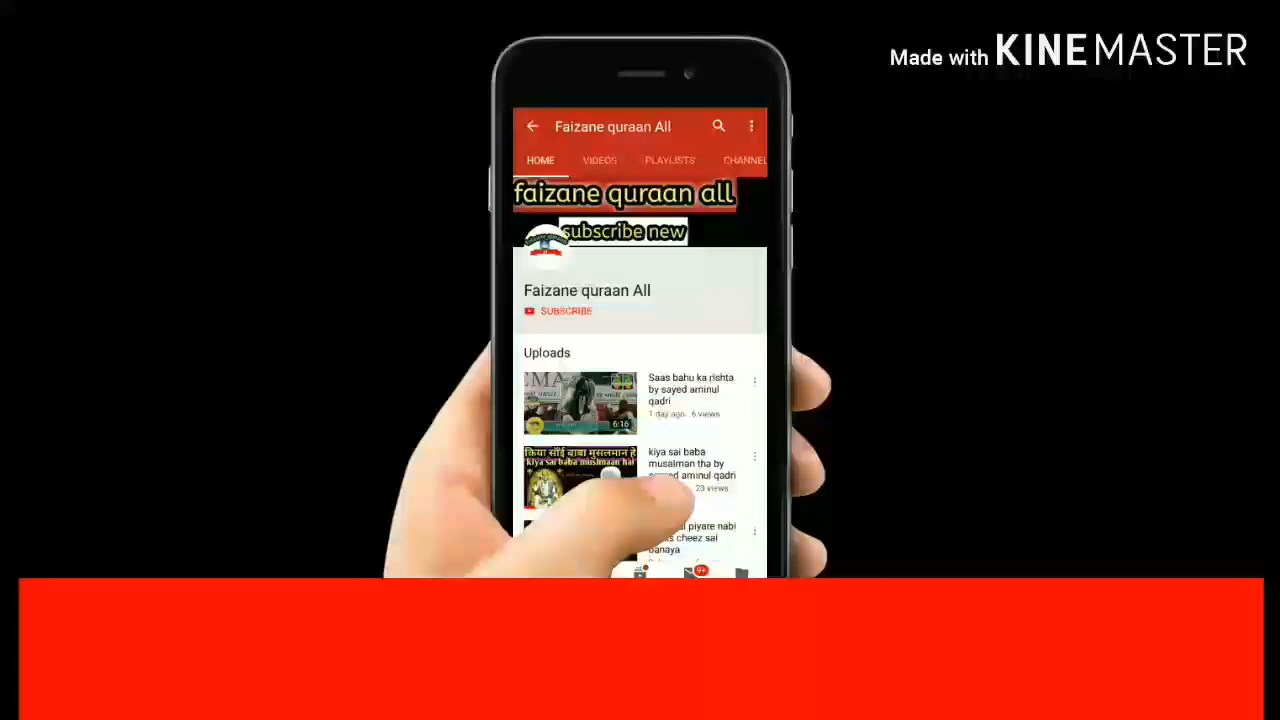 Made with KINEMASTER
Faizane quraan All
HOME VIDEOS PLAYLISTS CHANNEL
faizane quraan all
subscribe new
Faizane quraan All
SUBSCRIBE
Uploads
Saas bahu ka rishta
by sayed aminul
qadri
1 day ago 6 views
6:16
kiya sai baba
musalman tha by
aminul qadri
23 views
किया साँई बाबा मुसलमान हे
kiya sai baba muslmaan hai
piyare nabi
cheez sai
banaya
9+